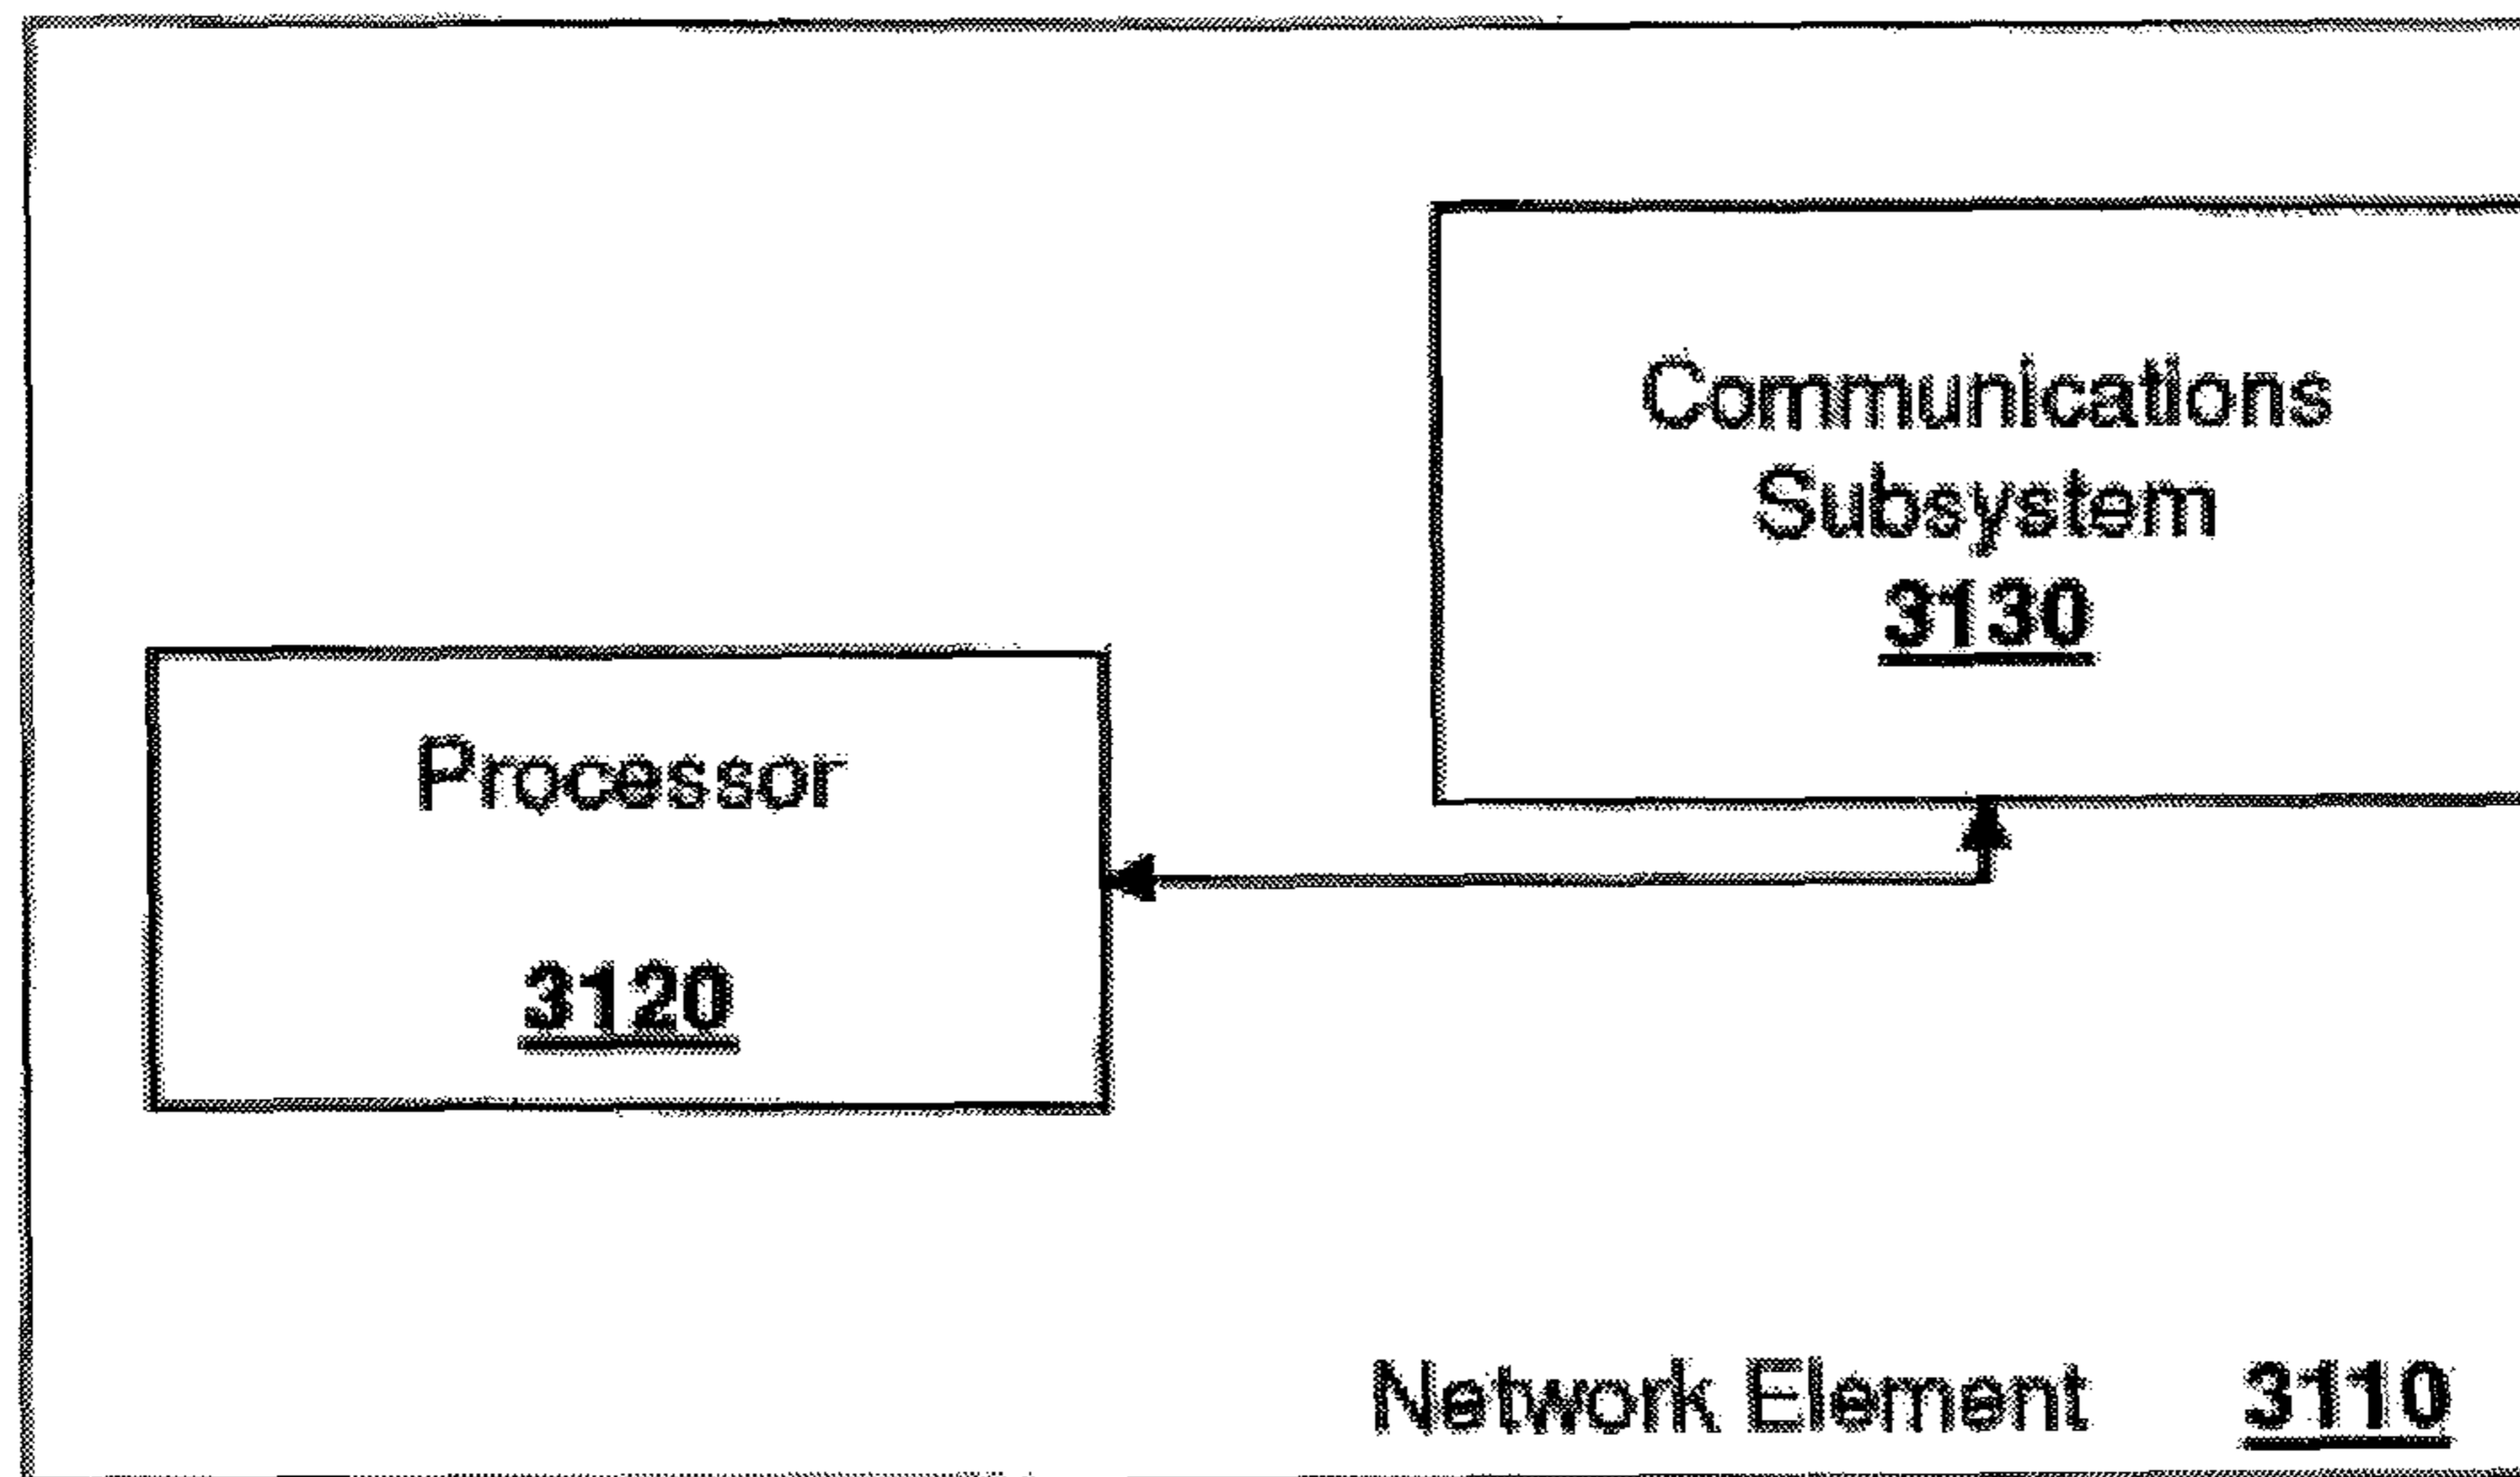 Communications
Subsystem
3130
Processor
3120
Network Element 3110